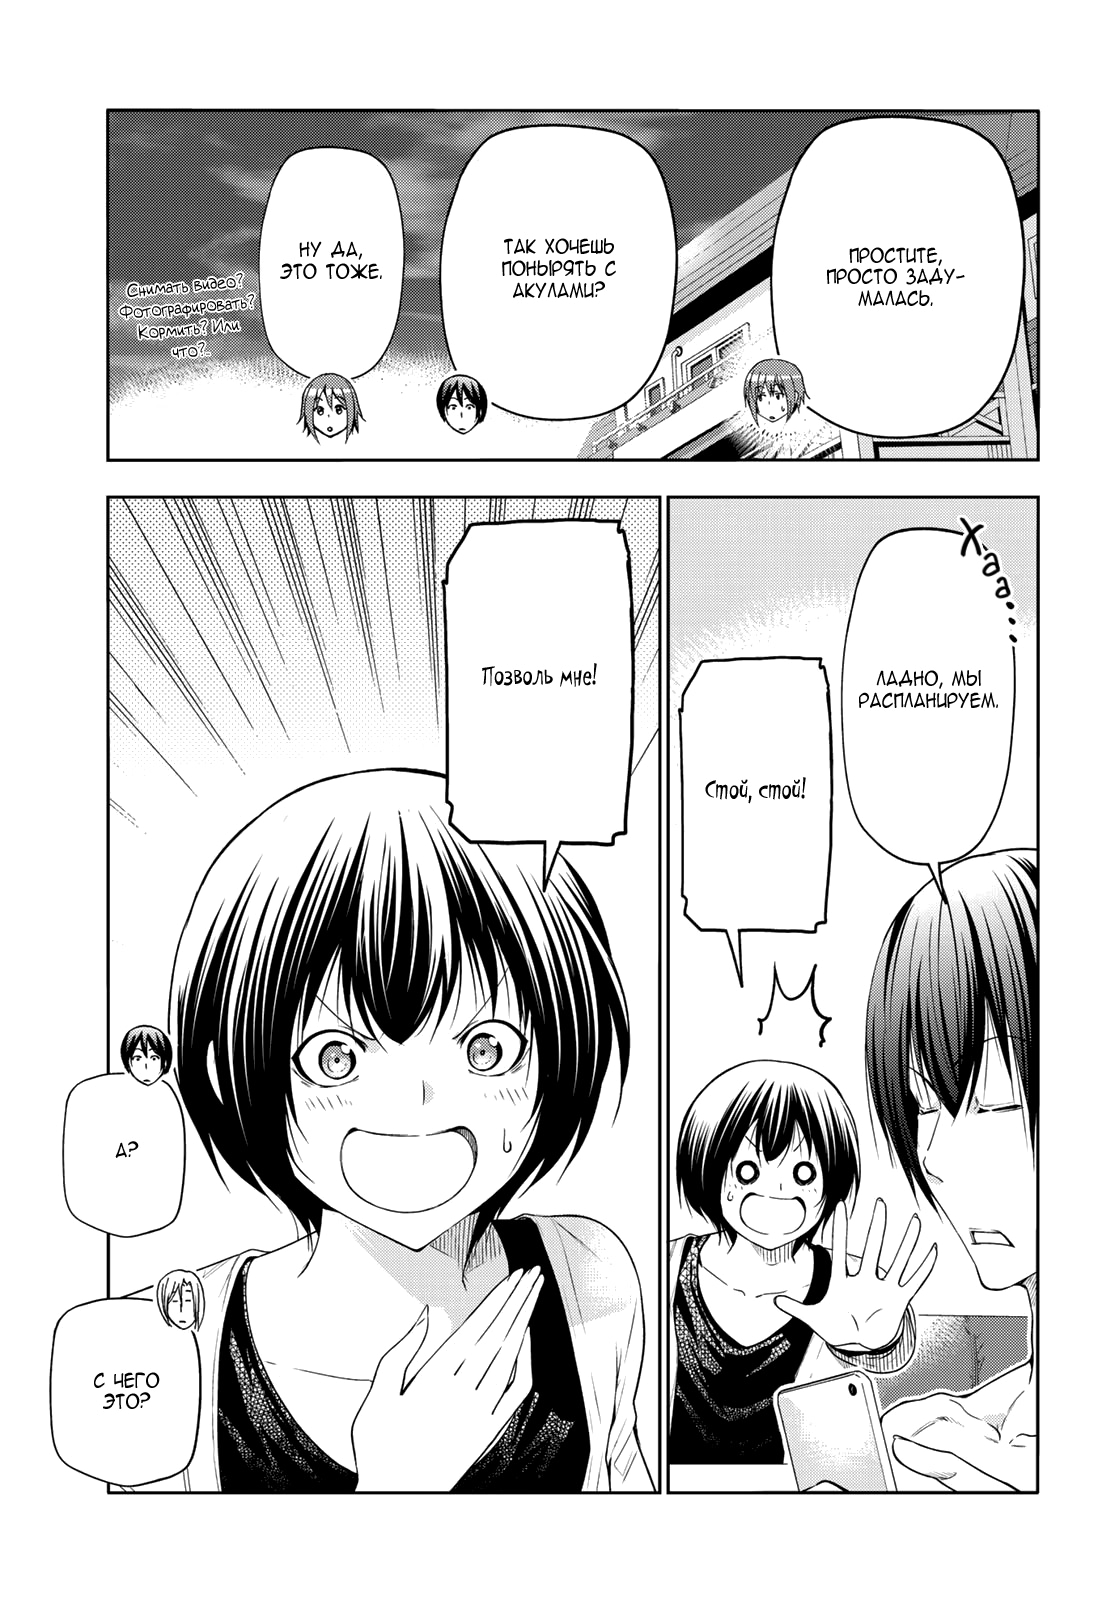 ПРОСТИТЕ,
ПРОСТО ЗАДУ-
МАЛАСЬ.
ТАК ХОЧЕШЬ
ПОНЫРЯТЬ С
АКУЛАМИ?
НУ ДА,
ЭТО ТОЖЕ.
Снимать видео?
Фотографировать?
Кормить? Или
что?..
Хааа...
ЛАДНО, МЫ
РАСПЛАНИРУЕМ.
Стой, стой!
Позволь мне!
А?
С ЧЕГО
ЭТО?